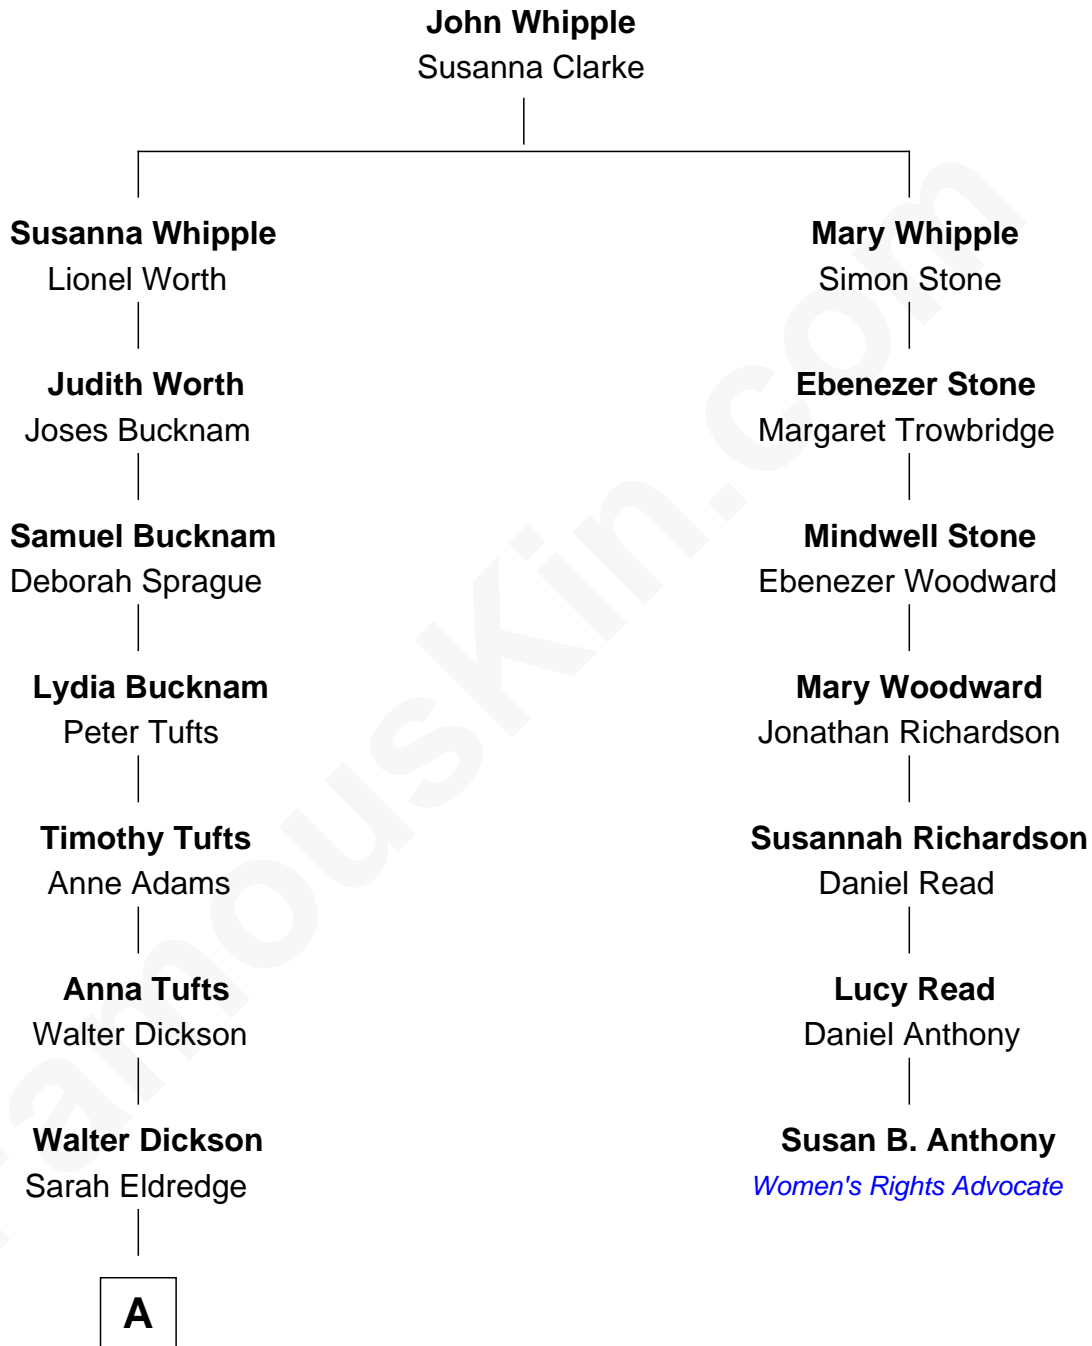 John Whipple
Susanna Clarke
Susanna Whipple
Lionel Worth
Judith Worth
Joses Bucknam
Samuel Bucknam
Deborah Sprague
Lydia Bucknam
Peter Tufts
Timothy Tufts
Anne Adams
Anna Tufts
Walter Dickson
Walter Dickson
Sarah Eldredge
A
Mary Whipple
Simon Stone
Ebenezer Stone
Margaret Trowbridge
Mindwell Stone
Ebenezer Woodward
Mary Woodward
Jonathan Richardson
Susannah Richardson
Daniel Read
Lucy Read
Daniel Anthony
Susan B. Anthony
Women's Rights Advocate
FamousKin.com